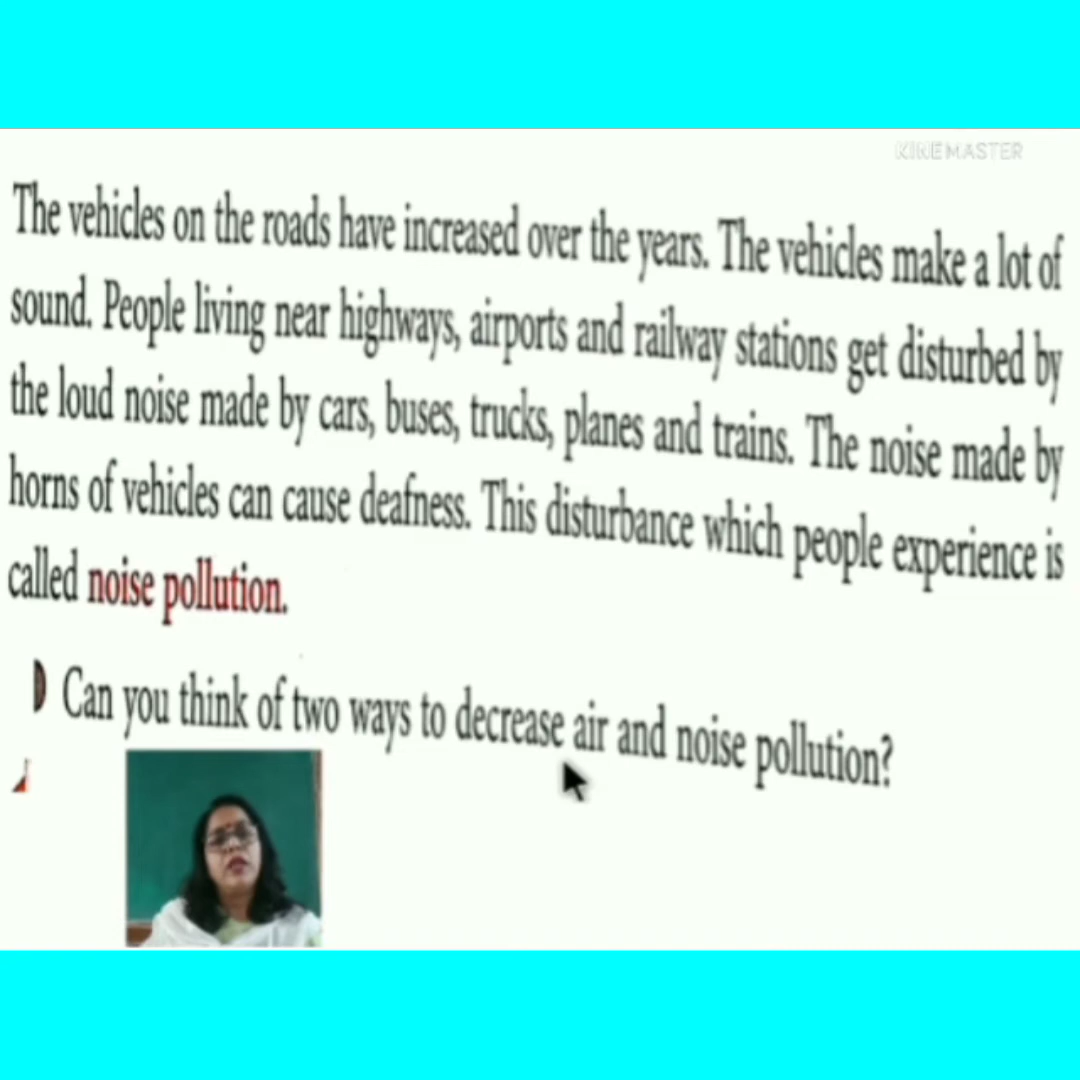 KINEMASTER
The vehicles on the roads have increased over the years. The vehicles make a lot of
sound. People living near highways, airports and railway stations get disturbed by
the loud noise made by cars, buses, trucks, planes and trains. The noise made by
horns of vehicles can cause deafness. This disturbance which people experience is
called noise pollution.
Can you think of two ways to decrease air and noise pollution?